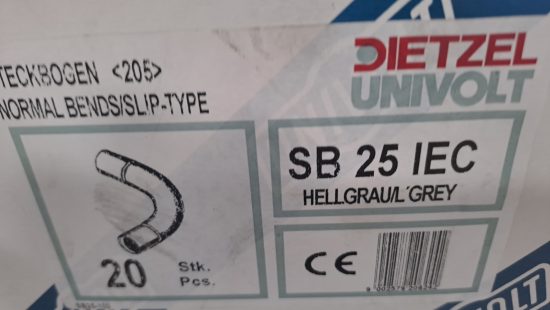 TECKBOGEN <205>
NORMAL BENDS/SLIP-TYPE
DIETZEL
UNIVOLT
SB 25 IEC
HELLGRAU/L'GREY
20 Stk.
Pcs.
CE